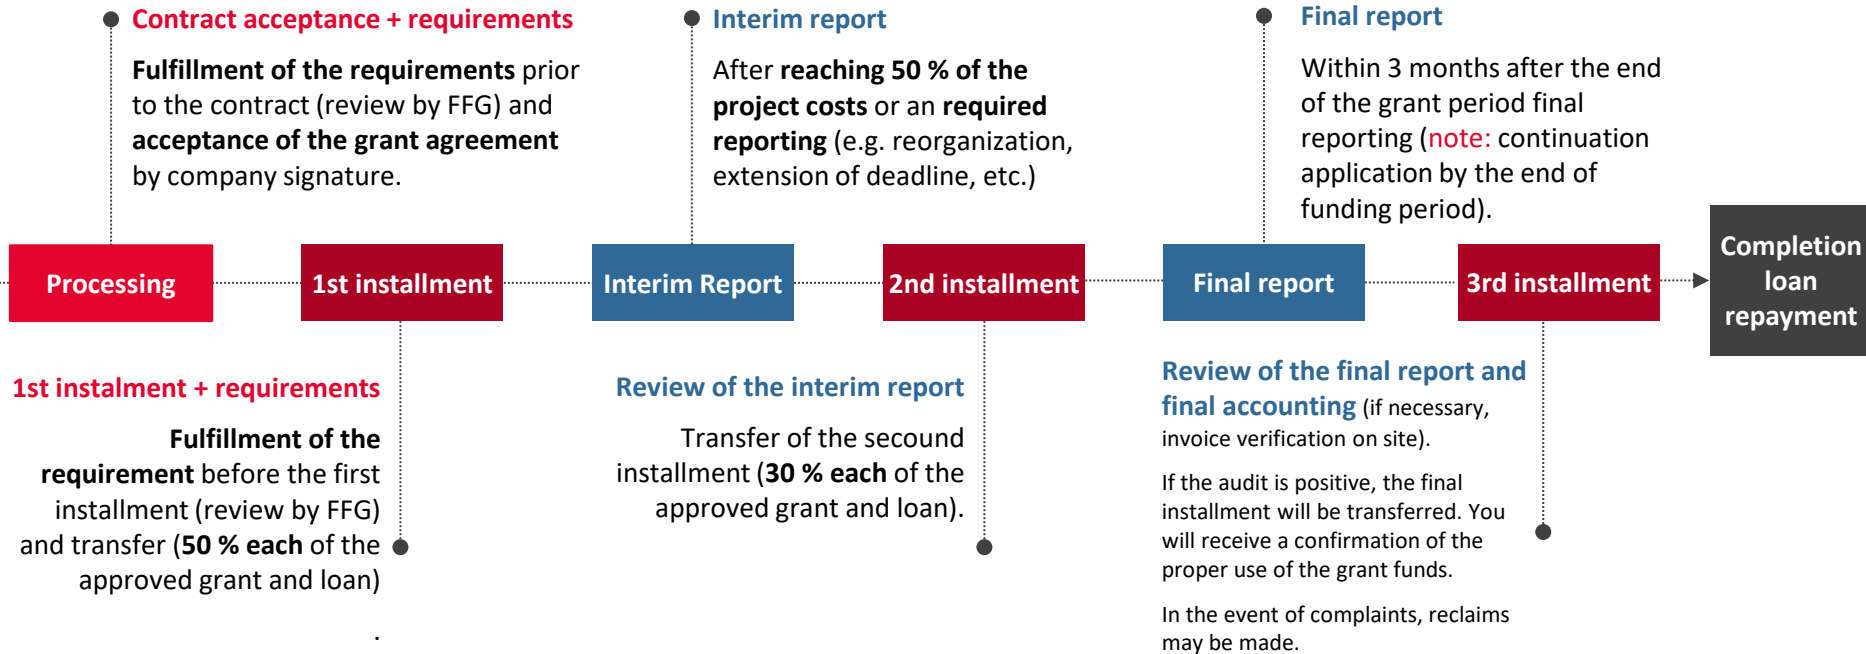 Contract acceptance + requirements
Fulfillment of the requirements prior
to the contract (review by FFG) and
acceptance of the grant agreement
by company signature.
Interim report
After reaching 50 % of the
project costs or an required
reporting (e.g. reorganization,
extension of deadline, etc.)
Final report
Within 3 months after the end
of the grant period final
reporting (note: continuation
application by the end of
funding period).
Processing
1st installment
Interim Report
2nd installment
Final report
3rd installment
Completion
loan
repayment
1st instalment + requirements
Fulfillment of the
requirement before the first
installment (review by FFG)
and transfer (50 % each of the
approved grant and loan)
.
Review of the interim report
Transfer of the secound
installment (30 % each of the
approved grant and loan).
Review of the final report and
final accounting (if necessary,
invoice verification on site).
If the audit is positive, the final
installment will be transferred. You
will receive a confirmation of the
proper use of the grant funds.
In the event of complaints, reclaims
may be made.